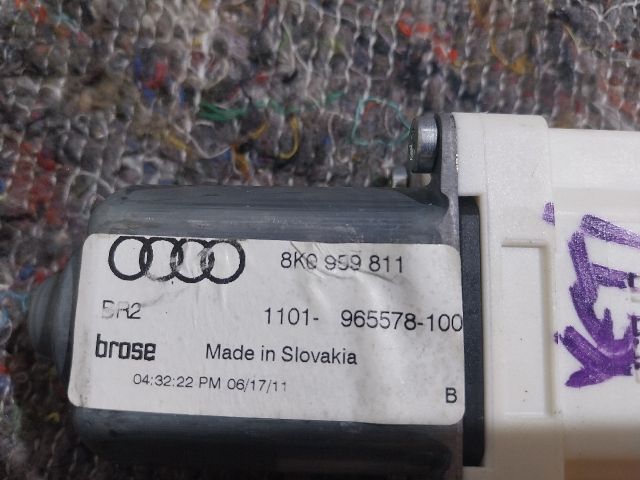 8K0 959 811
BR2 1101- 965578-100
brose Made in Slovakia
04:32:22 PM 06/17/11
B